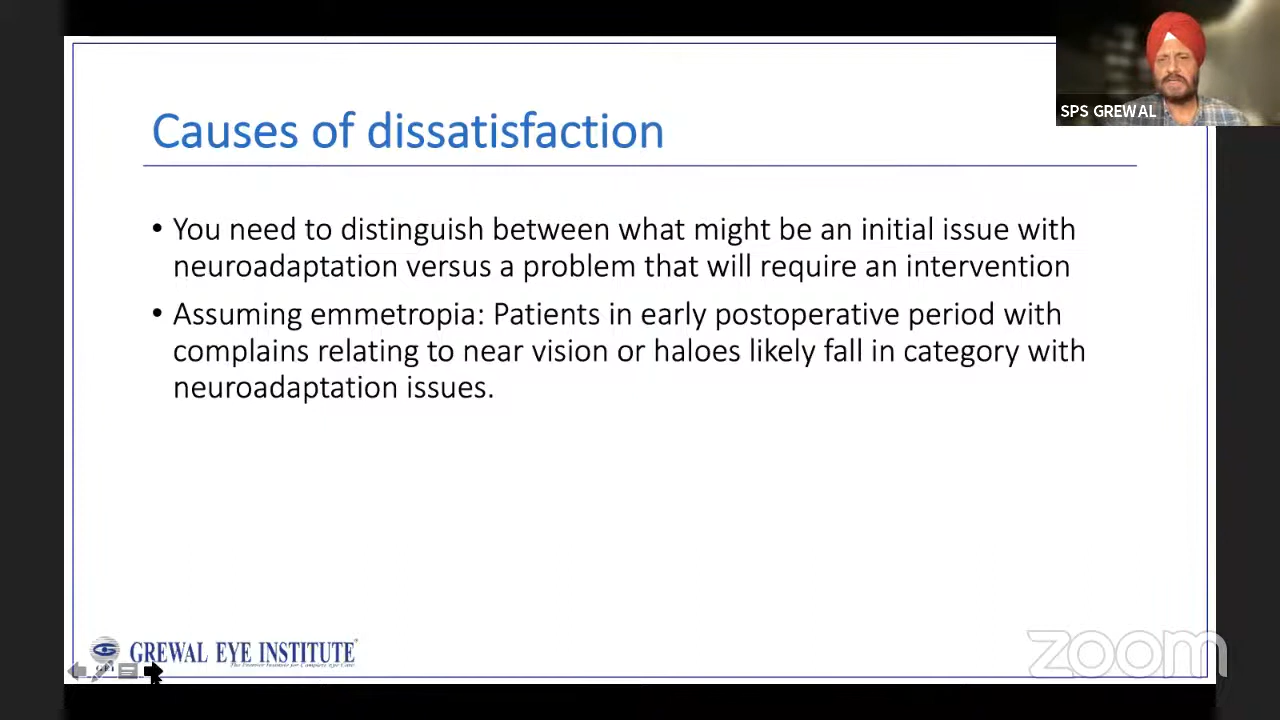 SPS GREWAL
Causes of dissatisfaction
• You need to distinguish between what might be an initial issue with
neuroadaptation versus a problem that will require an intervention
• Assuming emmetropia: Patients in early postoperative period with
complains relating to near vision or haloes likely fall in category with
neuroadaptation issues.
GREWAL EYE INSTITUTE
zoom